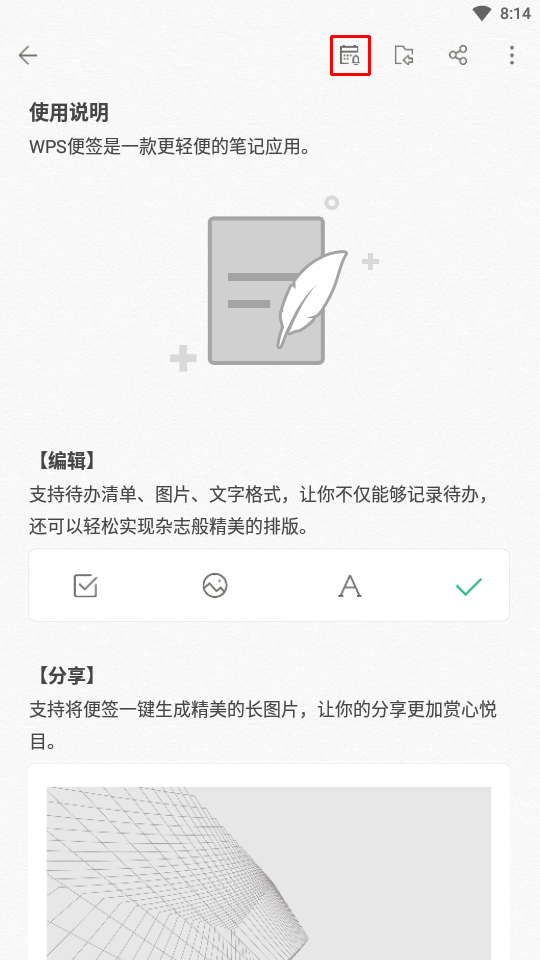 8:14
使用说明
WPS便签是一款更轻便的笔记应用。
【编辑】
支持待办清单、图片、文字格式，让你不仅能够记录待办，
还可以轻松实现杂志般精美的排版。
【分享】
支持将便签一键生成精美的长图片，让你的分享更加赏心悦
目。